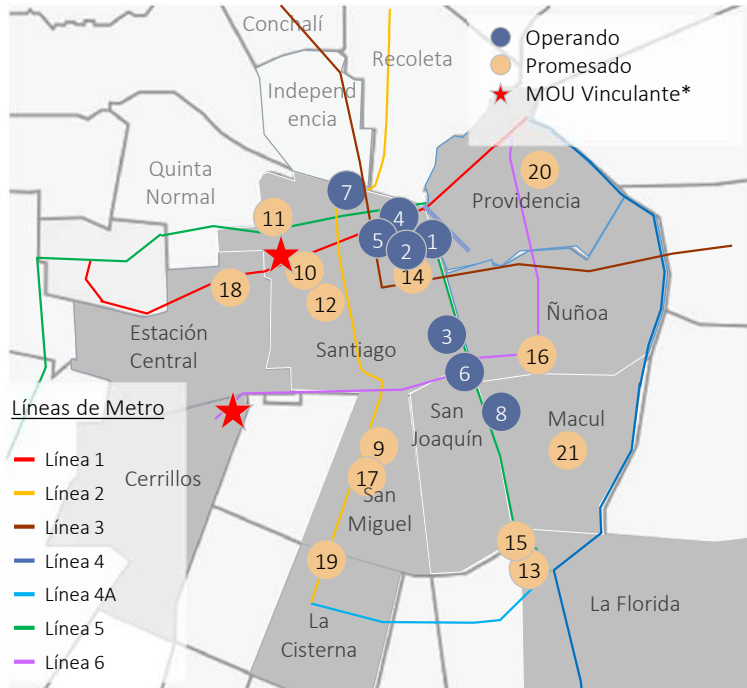 Conchalí
Recoleta
Operando
Promesado
MOU Vinculante*
Independ
encia
Quinta
Normal
20
Providencia
7
11
4
5
2
1
10
14
18
12
Ñuñoa
Estación
Central
Santiago
3
16
6
Líneas de Metro
San
Joaquín
8
Macul
21
Cerrillos
9
17
San
Miguel
Línea 1
Línea 2
Línea 3
Línea 4
Línea 4A
Línea 5
Línea 6
15
13
19
La Florida
La
Cisterna